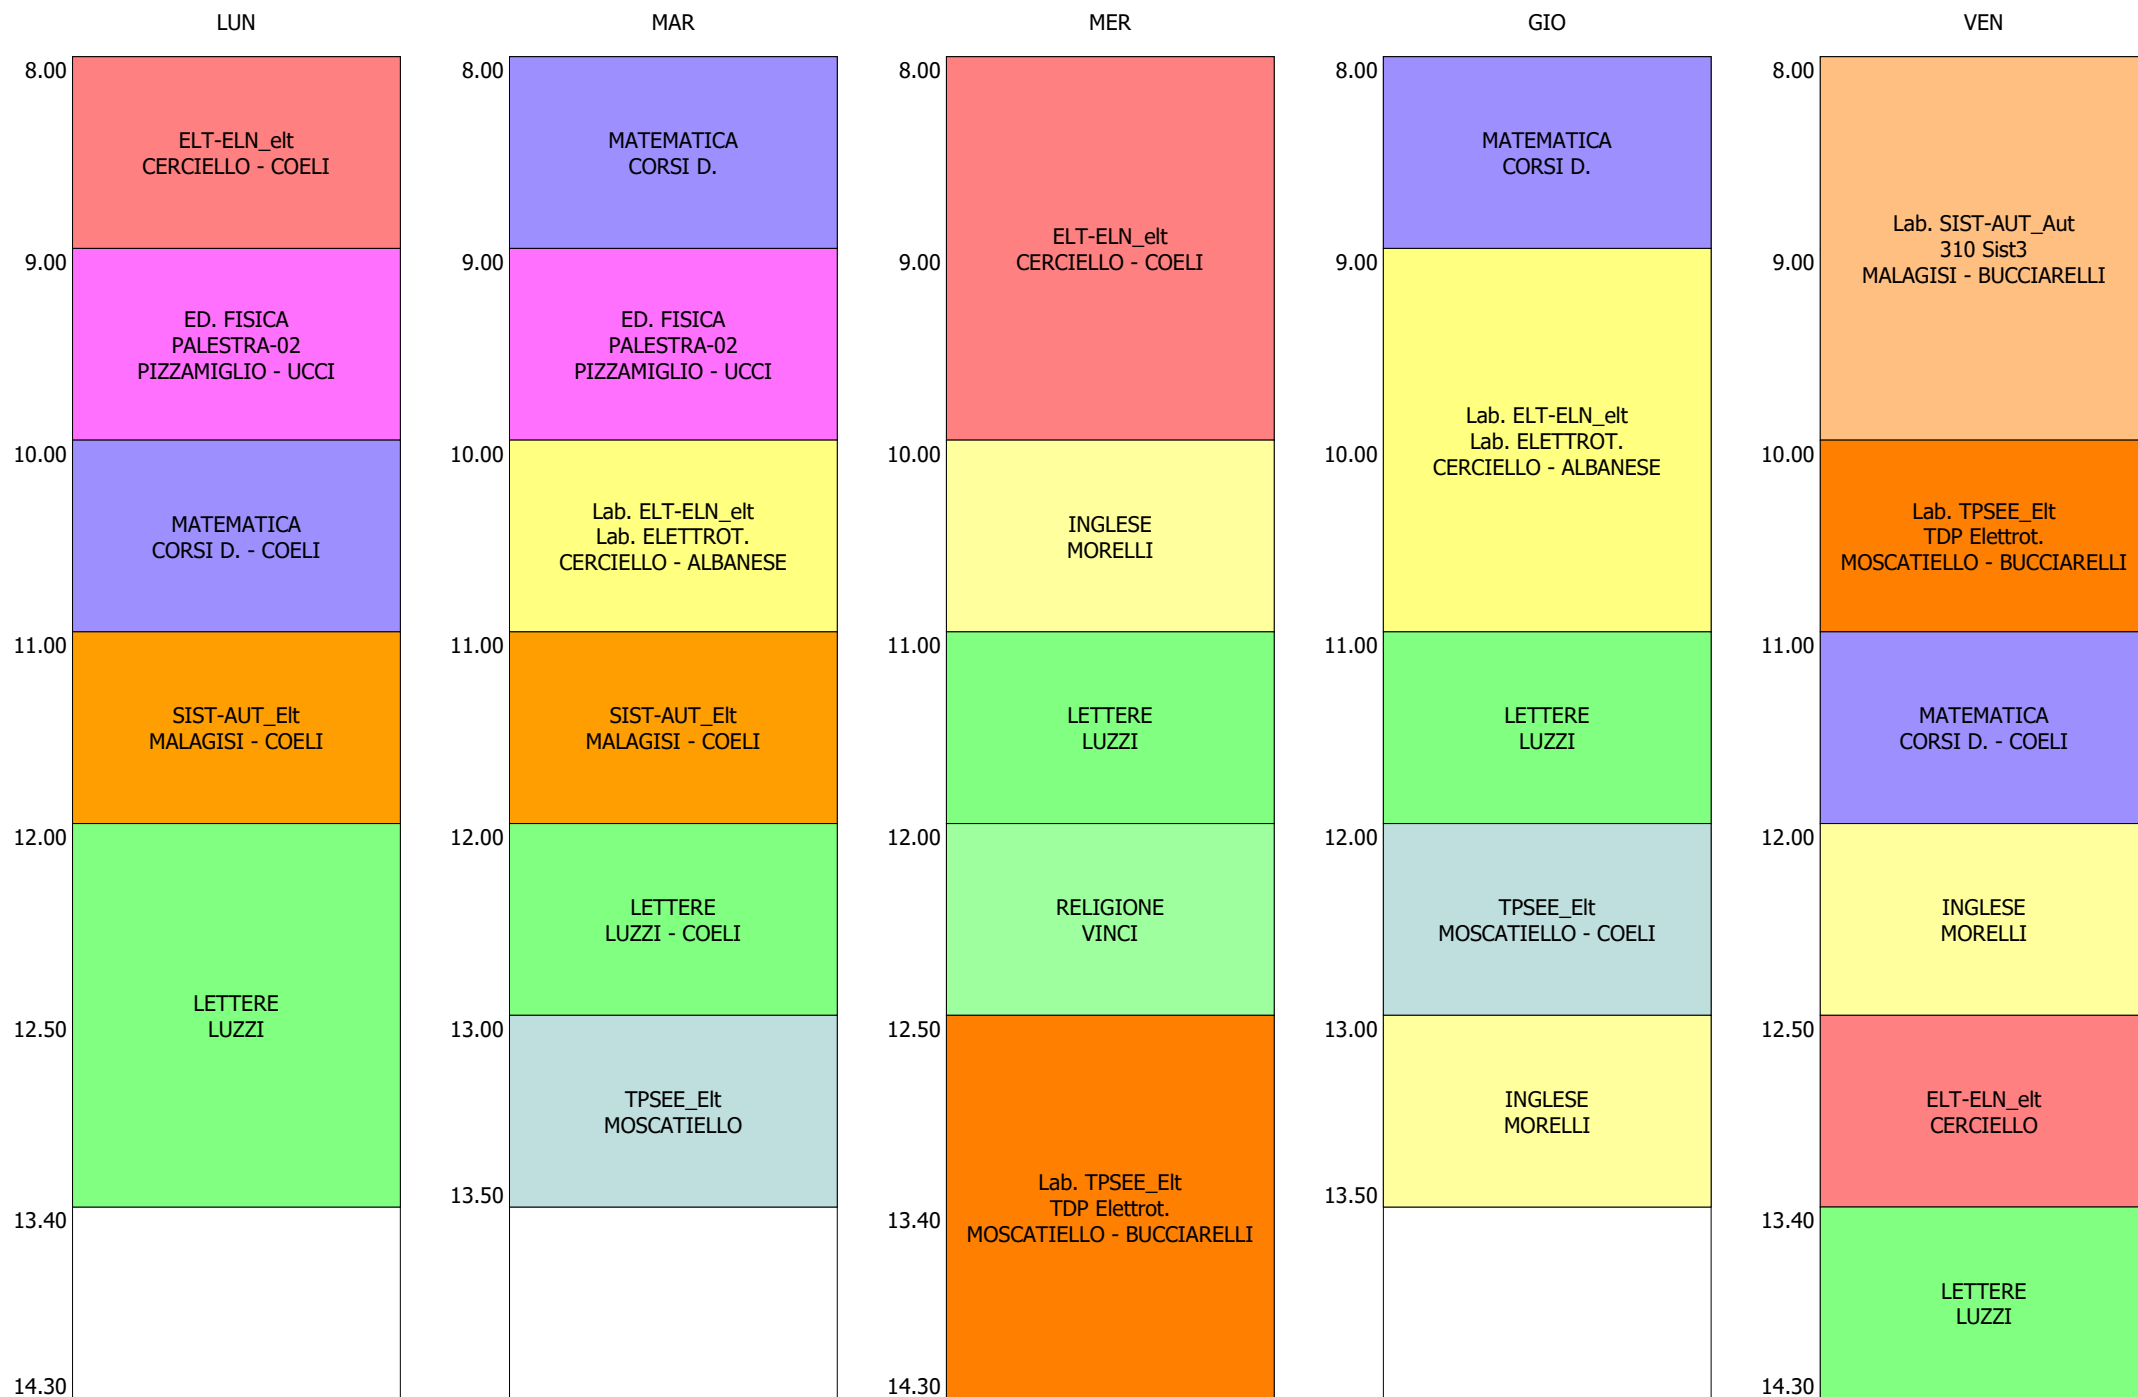 LUN
8.00
ELT-ELN_elt
CERCIELLO - COELI
9.00
ED. FISICA
PALESTRA-02
PIZZAMIGLIO - UCCI
10.00
MATEMATICA
CORSI D. - COELI
11.00
SIST-AUT_Elt
MALAGISI - COELI
12.00
LETTERE
LUZZI
12.50
13.40
14.30
MAR
8.00
MATEMATICA
CORSI D.
9.00
ED. FISICA
PALESTRA-02
PIZZAMIGLIO - UCCI
10.00
Lab. ELT-ELN_elt
Lab. ELETTROT.
CERCIELLO - ALBANESE
11.00
SIST-AUT_Elt
MALAGISI - COELI
12.00
LETTERE
LUZZI - COELI
13.00
TPSEE_Elt
MOSCATIELLO
13.50
MER
8.00
ELT-ELN_elt
CERCIELLO - COELI
9.00
10.00
INGLESE
MORELLI
11.00
LETTERE
LUZZI
12.00
RELIGIONE
VINCI
12.50
Lab. TPSEE_Elt
TDP Elettrot.
MOSCATIELLO - BUCCIARELLI
13.40
14.30
GIO
8.00
MATEMATICA
CORSI D.
9.00
Lab. ELT-ELN_elt
Lab. ELETTROT.
CERCIELLO - ALBANESE
10.00
11.00
LETTERE
LUZZI
12.00
TPSEE_Elt
MOSCATIELLO - COELI
13.00
INGLESE
MORELLI
13.50
VEN
8.00
Lab. SIST-AUT_Aut
310 Sist3
MALAGISI - BUCCIARELLI
9.00
10.00
Lab. TPSEE_Elt
TDP Elettrot.
MOSCATIELLO - BUCCIARELLI
11.00
MATEMATICA
CORSI D. - COELI
12.00
INGLESE
MORELLI
12.50
ELT-ELN_elt
CERCIELLO
13.40
LETTERE
LUZZI
14.30